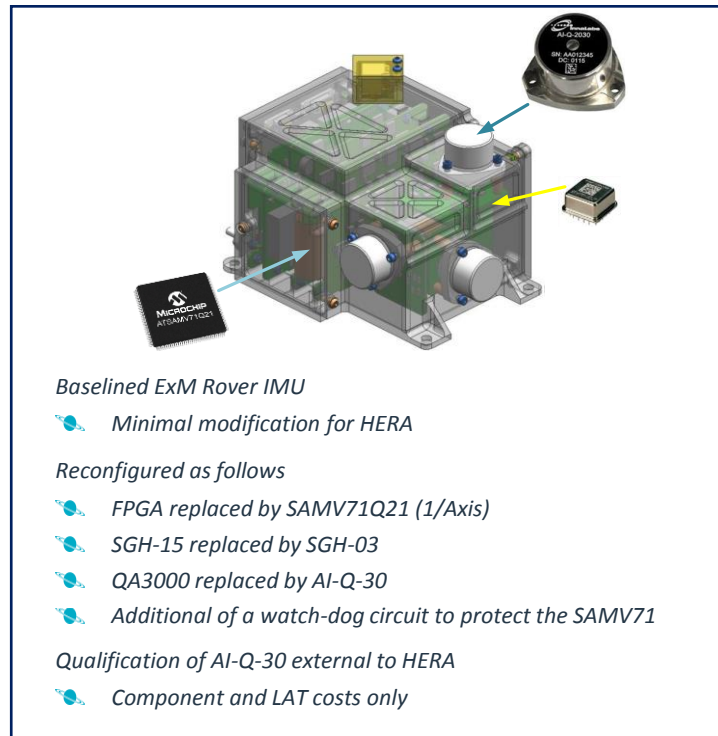 InnaLabs
AI-Q-2030
SN: AA012345
DC: 0115
MICROCHIP
ATSAMV71Q21
Baselined ExM Rover IMU
Minimal modification for HERA
Reconfigured as follows
FPGA replaced by SAMV71Q21 (1/Axis)
SGH-15 replaced by SGH-03
QA3000 replaced by AI-Q-30
Additional of a watch-dog circuit to protect the SAMV71
Qualification of AI-Q-30 external to HERA
Component and LAT costs only